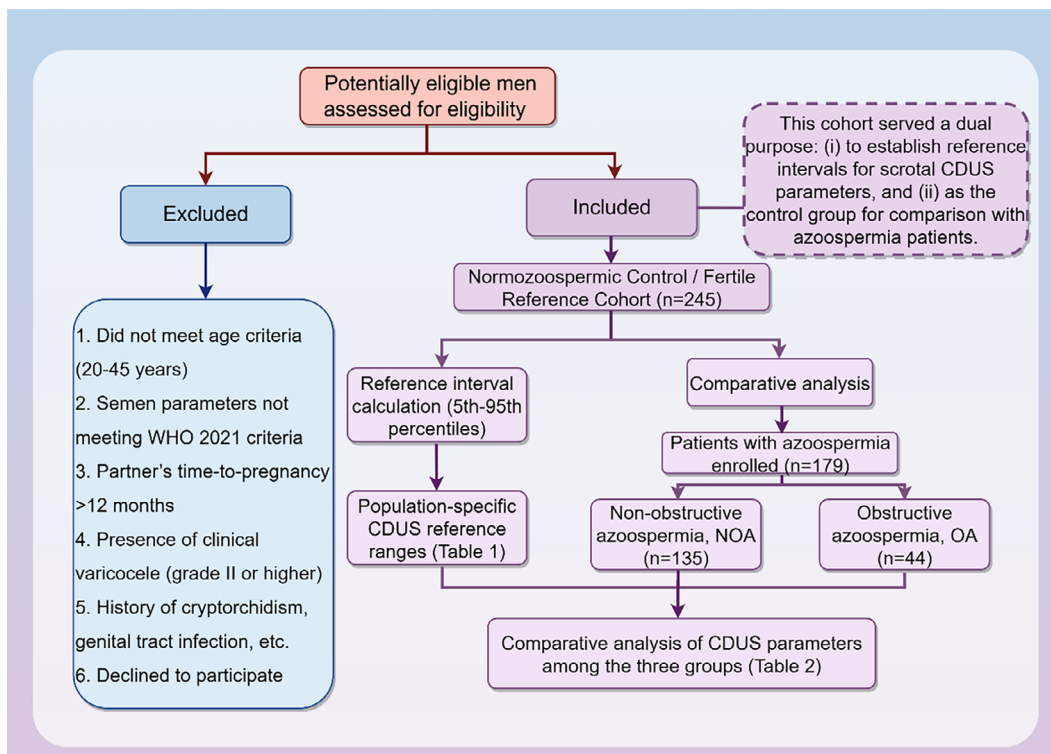 Potentially eligible men
assessed for eligibility
This cohort served a dual
purpose: (i) to establish reference
intervals for scrotal CDUS
parameters, and (ii) as the
control group for comparison with
azoospermia patients.
Excluded
Included
Normozoospermic Control / Fertile
Reference Cohort (n=245)
1. Did not meet age criteria
(20-45 years)
2. Semen parameters not
meeting WHO 2021 criteria
3. Partner's time-to-pregnancy
>12 months
4. Presence of clinical
varicocele (grade II or higher)
5. History of cryptorchidism,
genital tract infection, etc.
6. Declined to participate
Reference interval
calculation (5th-95th
percentiles)
Population-specific
CDUS reference
ranges (Table 1)
Comparative analysis
Patients with azoospermia
enrolled (n=179)
Non-obstructive
azoospermia, NOA
(n=135)
Obstructive
azoospermia, OA
(n=44)
Comparative analysis of CDUS parameters
among the three groups (Table 2)